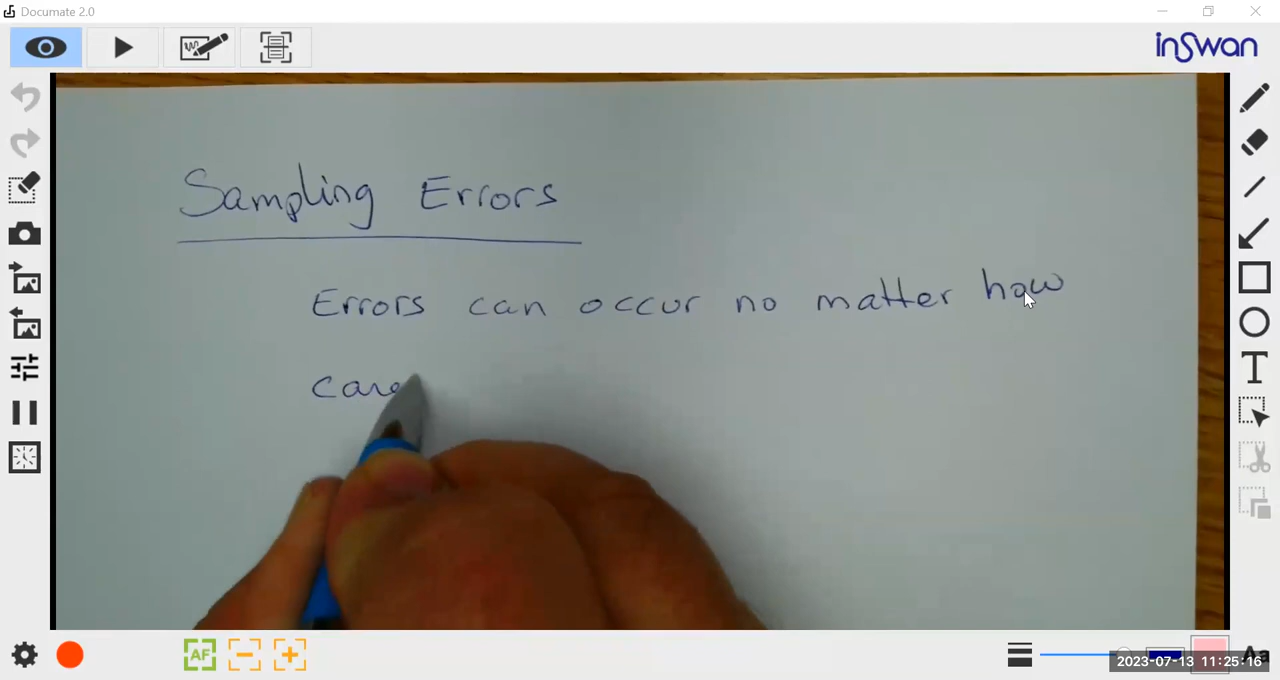 Documate 2.0
inswan
Sampling Errors
Errors can occur no matter how
care
AF
T
Aa
2023-07-13 11:25:16